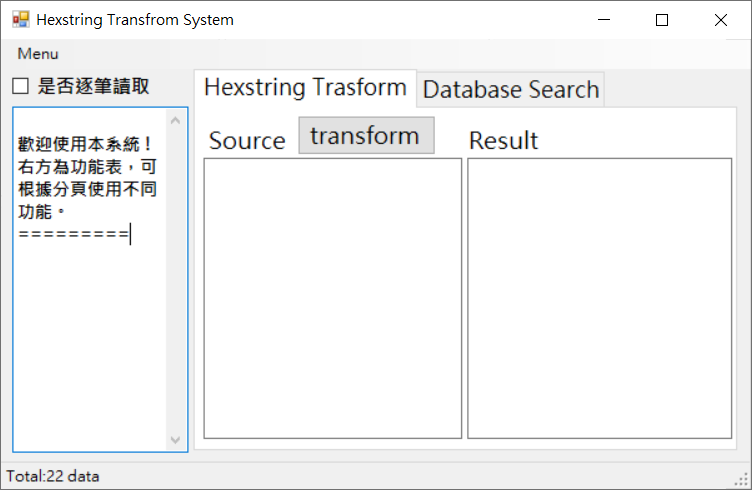 Hexstring Transfrom System
Menu
是否逐筆讀取
Hexstring Trasform
Database Search
歡迎使用本系統！
右方為功能表，可
根據分頁使用不同
功能。
=========
Source
transform
Result
Total:22 data